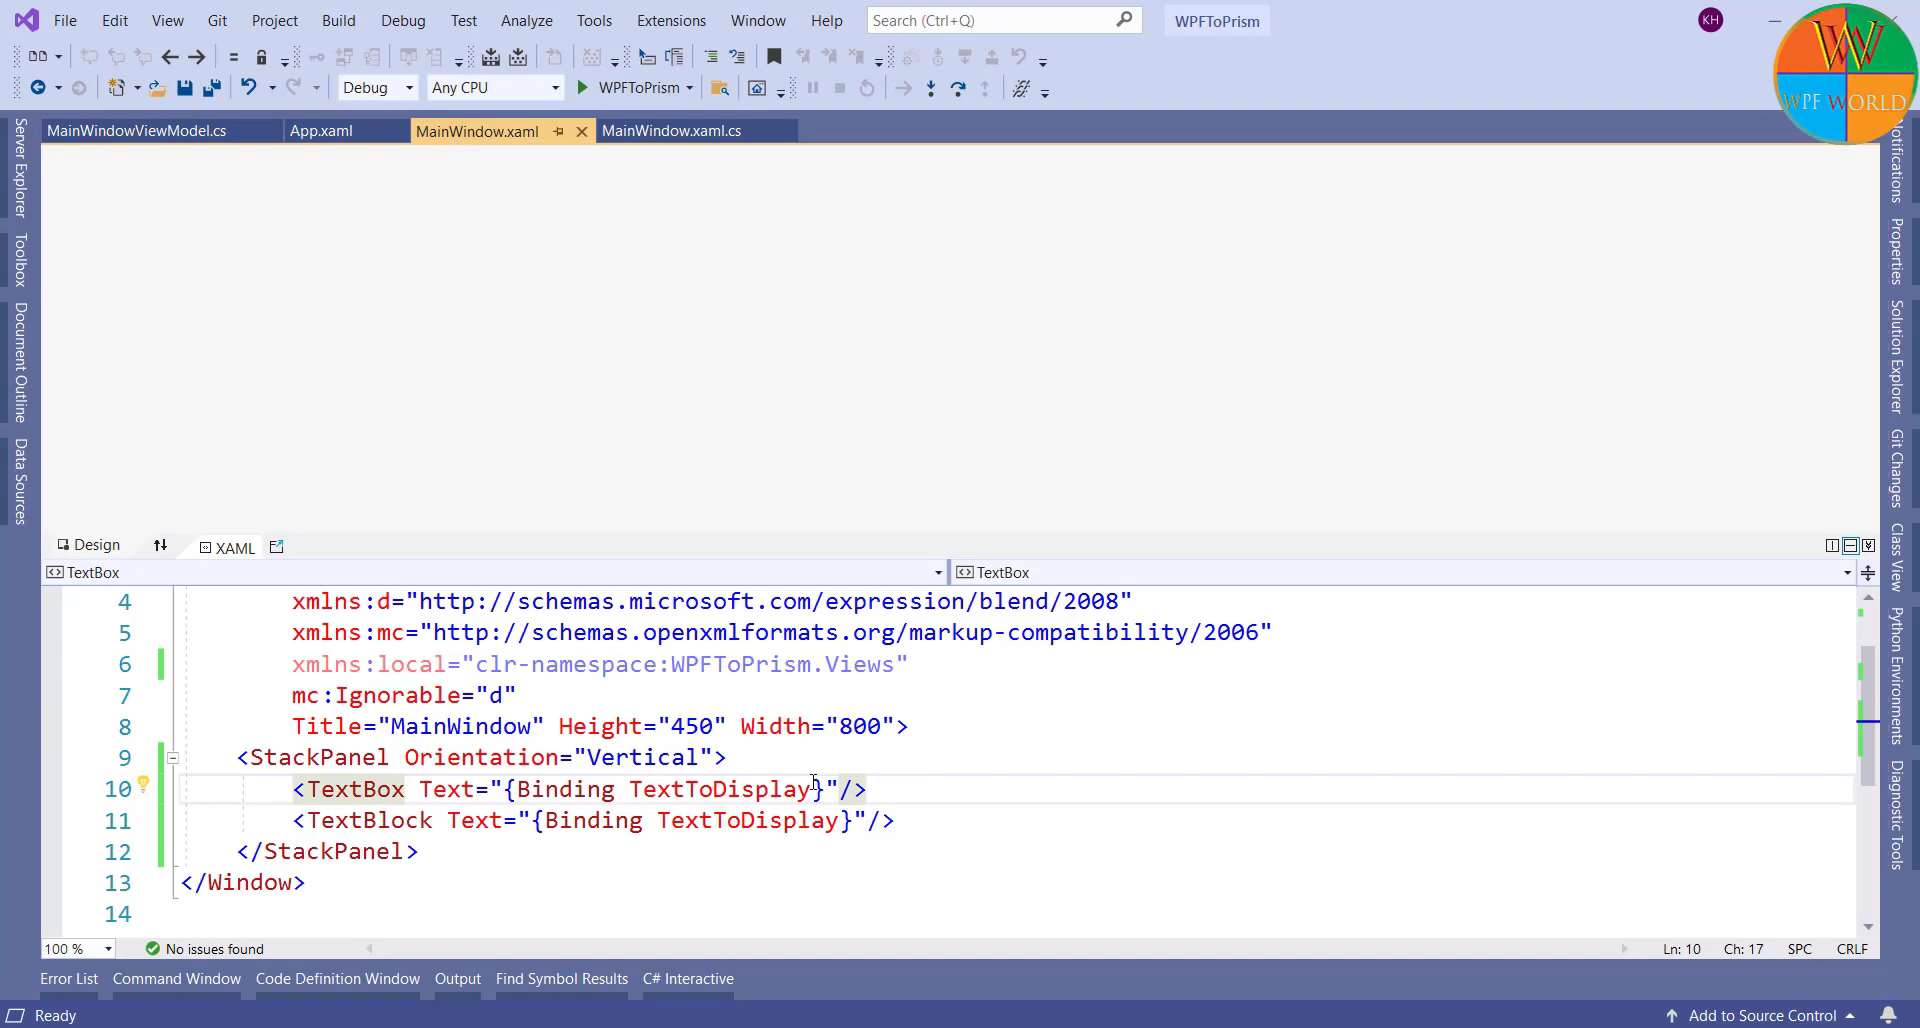 File Edit View Git Project Build Debug Test Analyze Tools Extensions Window Help Search (Ctrl+Q) WPFToPrism KH
Debug Any CPU WPFToPrism
W
WPF WORLD
MainWindowViewModel.cs App.xaml MainWindow.xaml MainWindow.xaml.cs
Server Explorer
Toolbox
Document Outline
Data Sources
Notifications
Properties
Solution Explorer
Git Changes
Class View
Python Environments
Diagnostic Tools
Design XAML
TextBox TextBox
4 xmlns:d="http://schemas.microsoft.com/expression/blend/2008"
5 xmlns:mc="http://schemas.openxmlformats.org/markup-compatibility/2006"
6 xmlns:local="clr-namespace:WPFToPrism.Views"
7 mc:Ignorable="d"
8 Title="MainWindow" Height="450" Width="800">
9 <StackPanel Orientation="Vertical">
10 <TextBox Text="{Binding TextToDisplay}"/>
11 <TextBlock Text="{Binding TextToDisplay}"/>
12 </StackPanel>
13 </Window>
14
100 % No issues found Ln: 10 Ch: 17 SPC CRLF
Error List Command Window Code Definition Window Output Find Symbol Results C# Interactive
Ready Add to Source Control